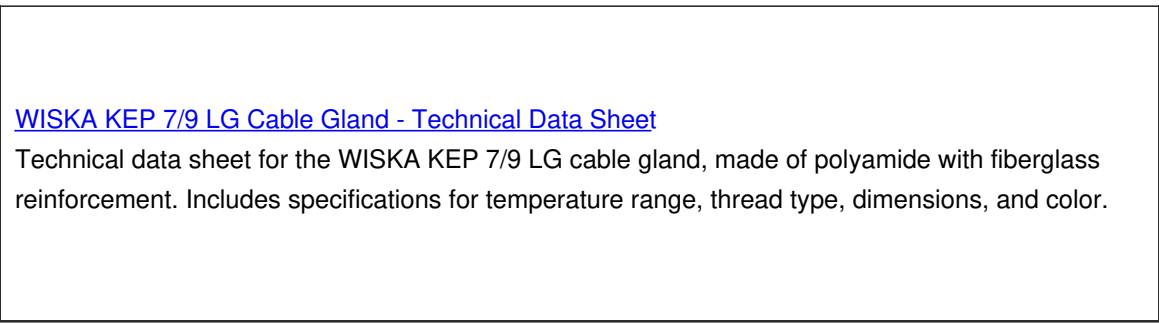 WISKA KEP 7/9 LG Cable Gland - Technical Data Sheet
Technical data sheet for the WISKA KEP 7/9 LG cable gland, made of polyamide with fiberglass
reinforcement. Includes specifications for temperature range, thread type, dimensions, and color.